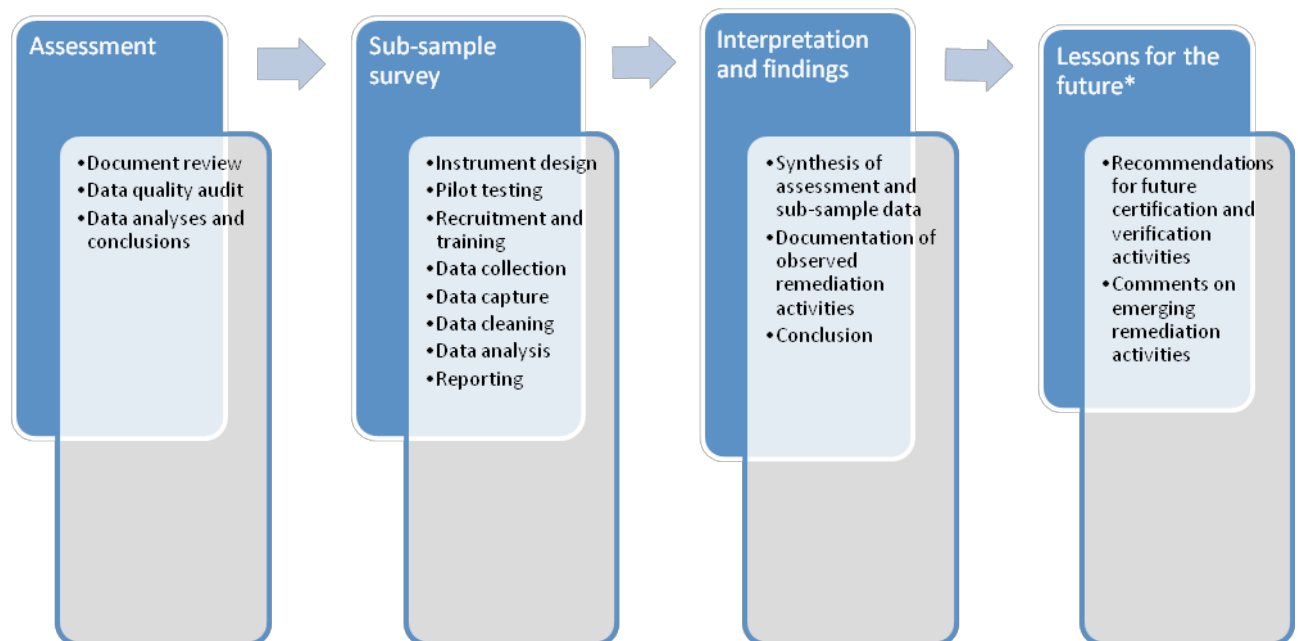 Assessment
• Document review
• Data quality audit
• Data analyses and
conclusions
Sub-sample
survey
• Instrument design
• Pilot testing
• Recruitment and
training
• Data collection
• Data capture
• Data cleaning
• Data analysis
• Reporting
Interpretation
and findings
• Synthesis of
assessment and
sub-sample data
• Documentation of
observed
remediation
activities
• Conclusion
Lessons for the
future*
• Recommendations
for future
certification and
verification
activities
• Comments on
emerging
remediation
activities